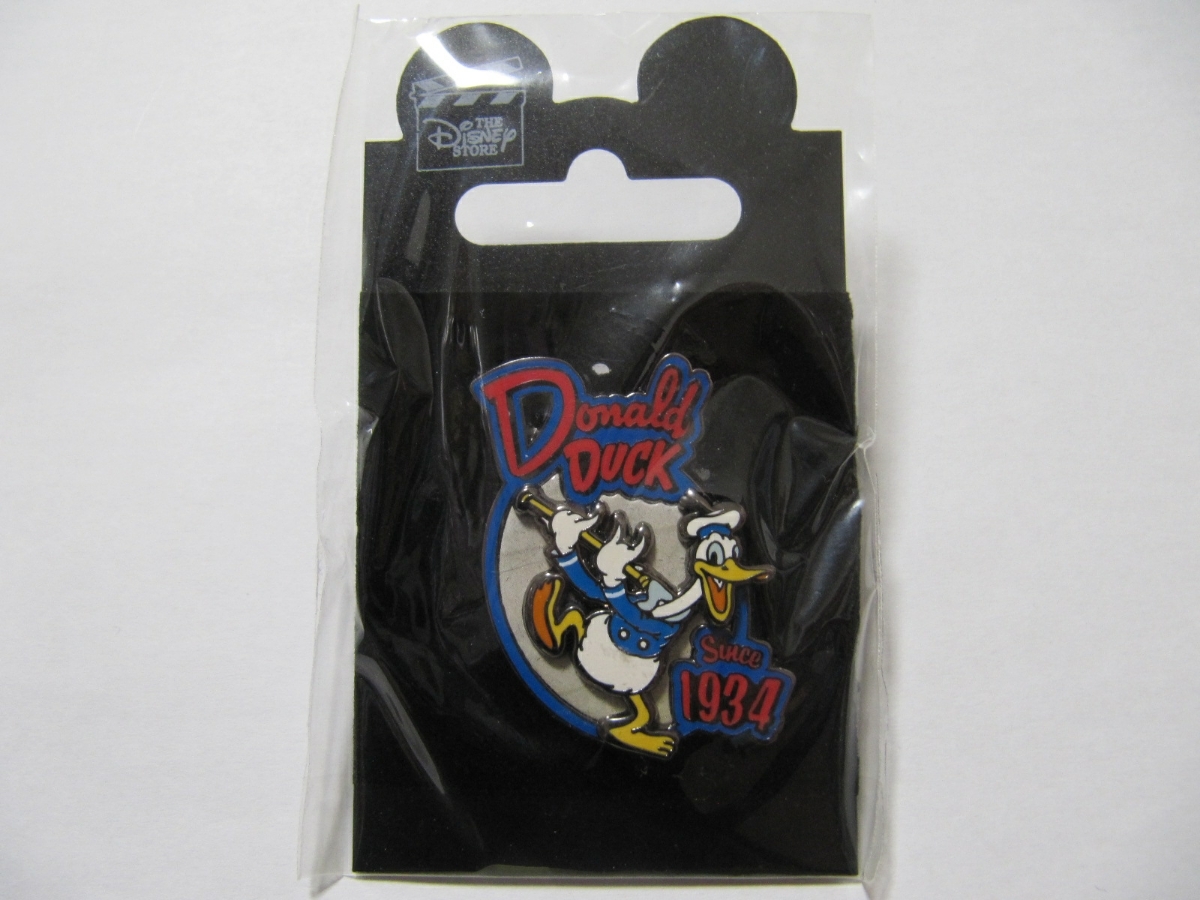 THE
Disney
STORE
Donald
DUCK
Since
1934